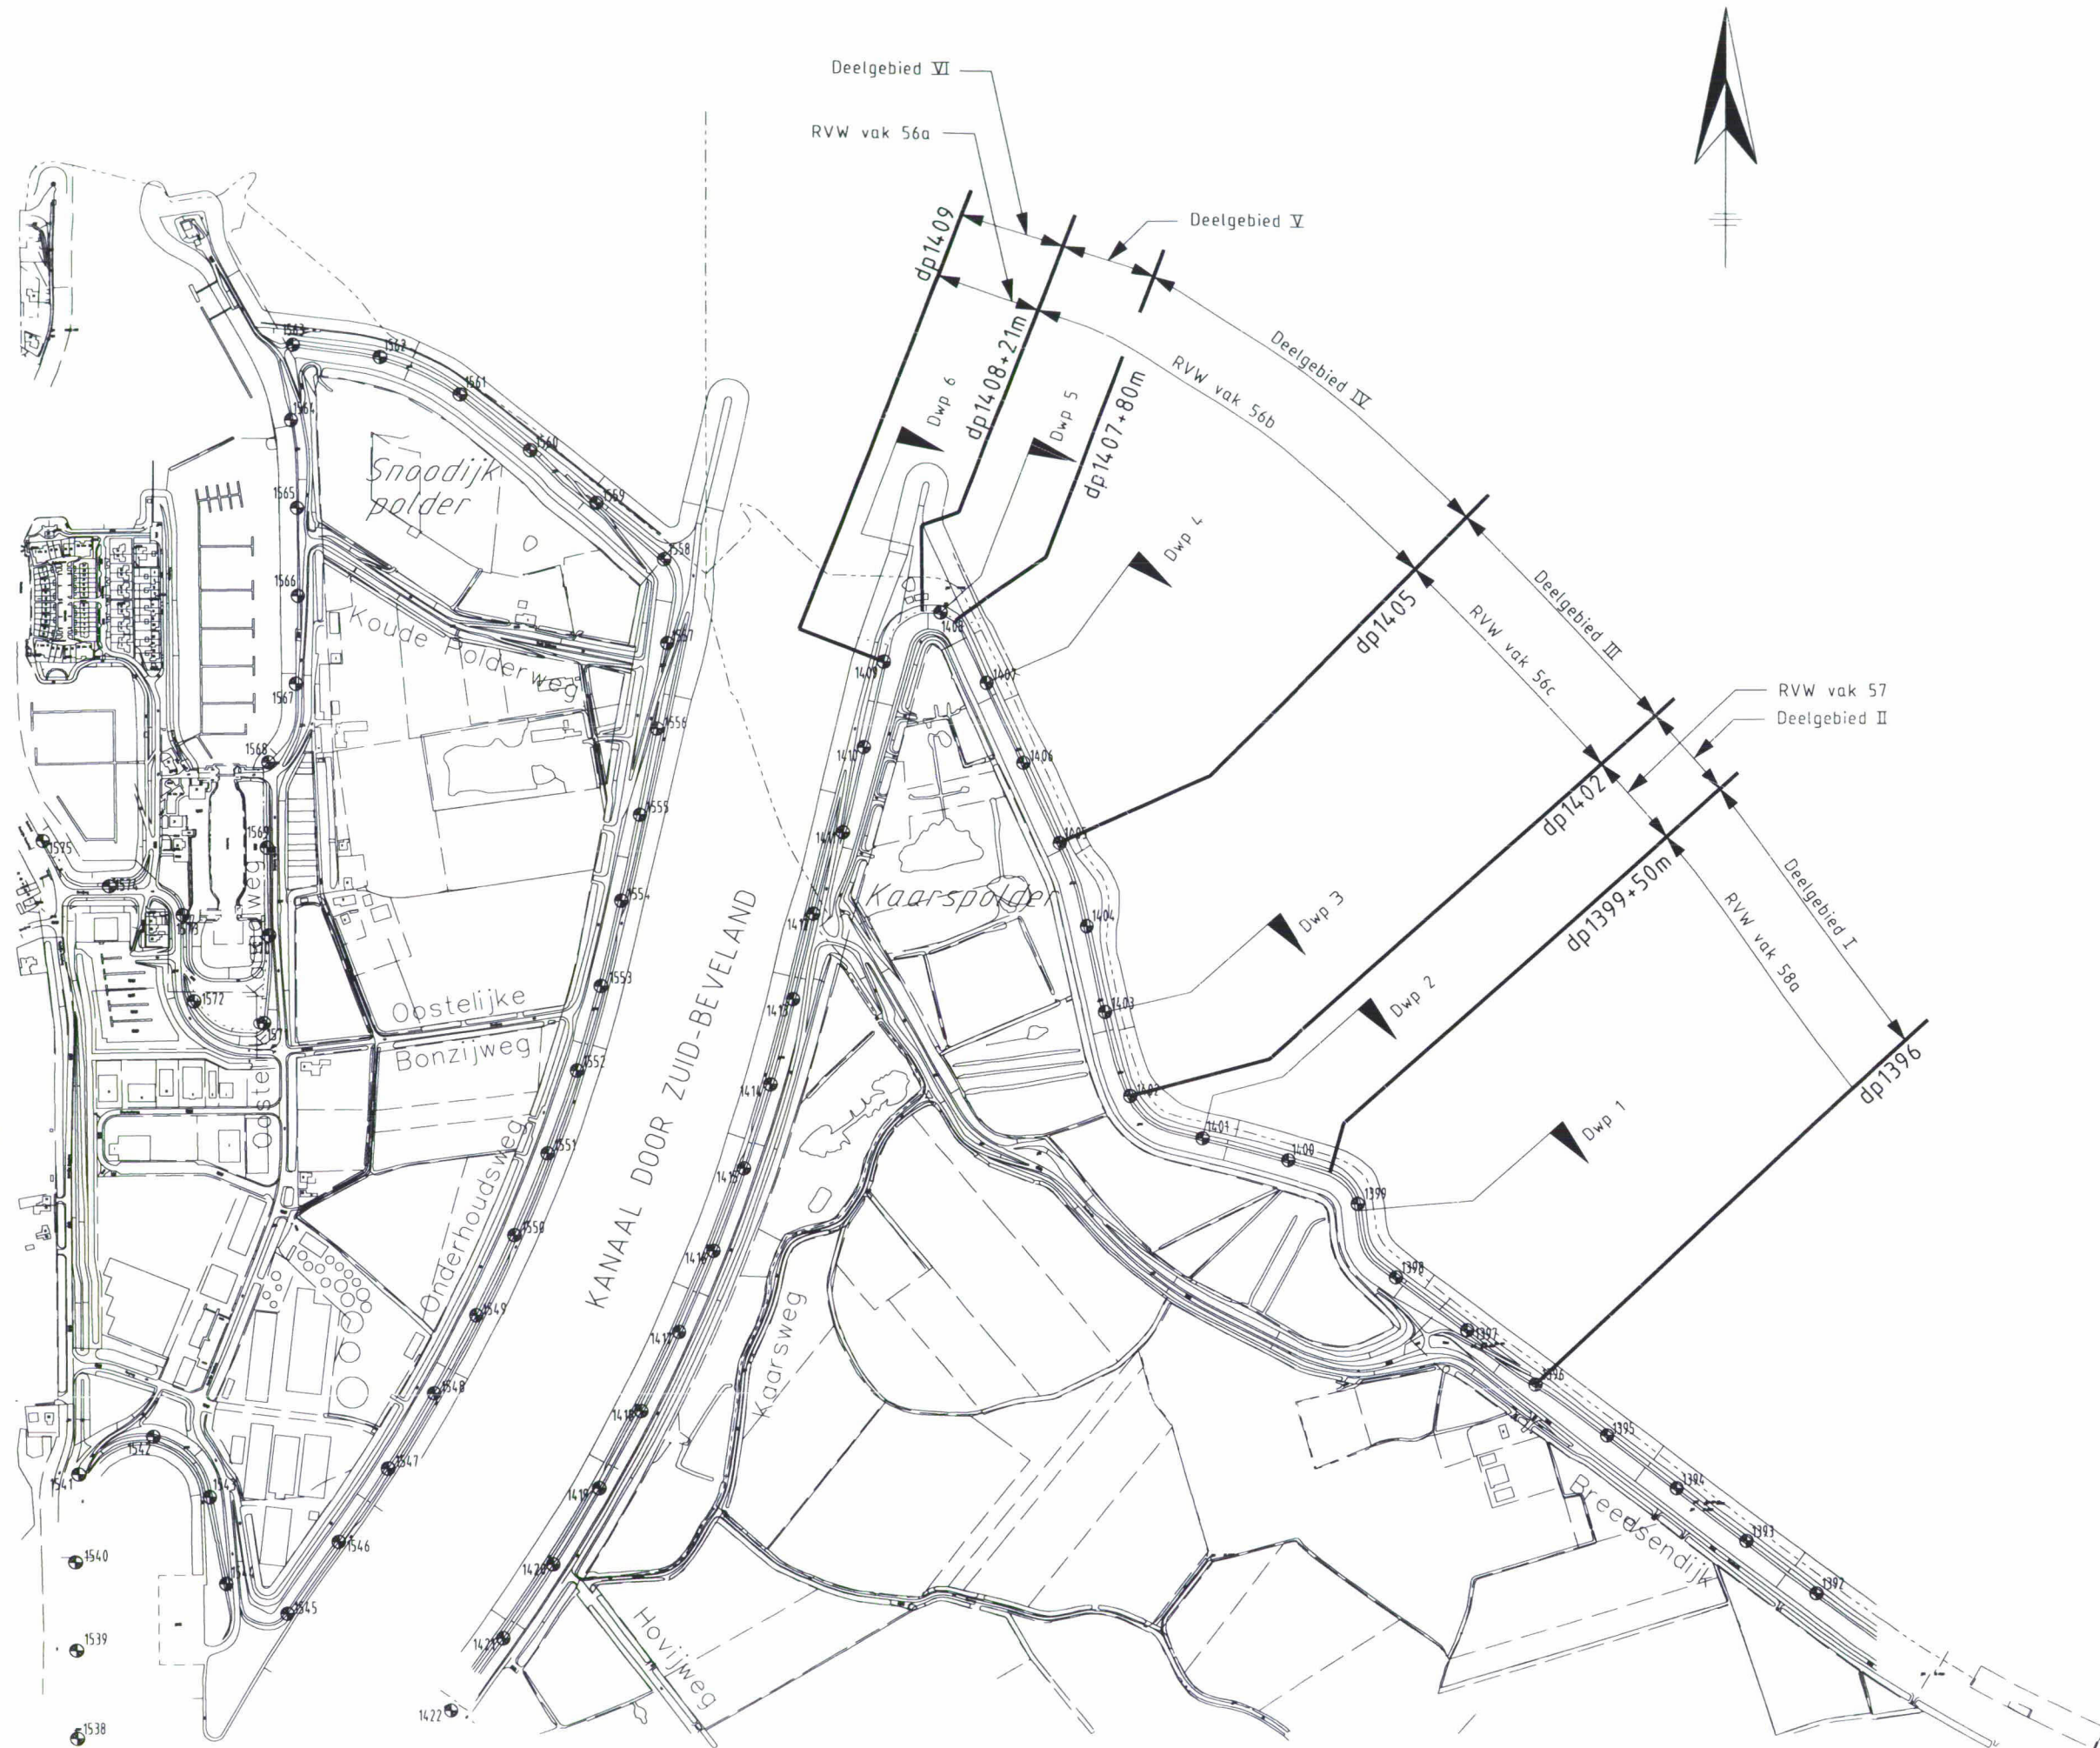 Deelgebied VI
RVW vak 56a
Deelgebied V
dp1409
dp1408+21m
dp1407+80m
Dwp 6
Dwp 5
Dwp 4
RVW vak 56b
Deelgebied IV
dp1405
Deelgebied III
RVW vak 56c
RVW vak 57
Deelgebied II
dp1402
dp1399+50m
Deelgebied I
RVW vak 58a
dp1396
Dwp 3
Dwp 2
Dwp 1
Snoodijk
polder
Koude Polderweg
Kaarspolder
KANAAL DOOR ZUID-BEVELAND
Oostelijke
Bonzijweg
Onderhoudsweg
Kaarsweg
Hovijweg
Breedsendijk
1563
1562
1561
1560
1559
1558
1557
1556
1555
1554
1553
1552
1551
1550
1549
1548
1547
1546
1545
1543
1542
1541
1540
1539
1538
1564
1565
1566
1567
1568
1569
1572
1573
1574
1575
1408
1409
1410
1411
1412
1413
1414
1415
1416
1417
1418
1419
1420
1421
1422
1407
1406
1405
1404
1403
1402
1401
1400
1399
1398
1397
1396
1395
1394
1393
1392